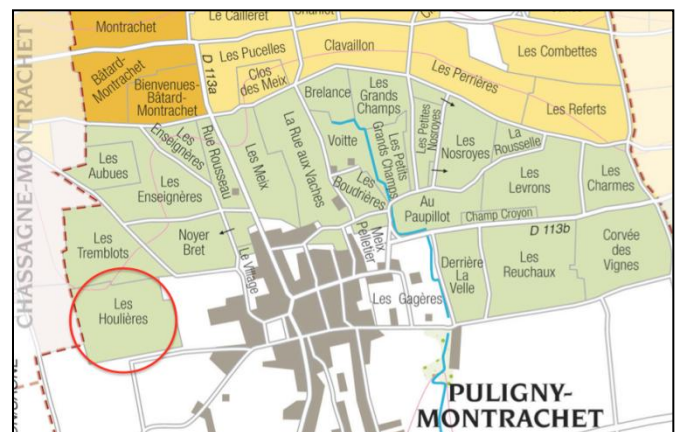 Montrachet
Le Cailleret
Les Pucelles
Clavaillon
Les Combettes
Bâtard-
Montrachet
Bienvenues-
Bâtard-
Montrachet
D 113a
Clos
des Meix
Les Perrières
Les Referts
CHASSAGNE-MONTRACHET
Les
Enseignères
Rue Rousseau
Les Meix
La Rue aux Vaches
Brelance
Les
Grands
Champs
Voitte
Les Petits
Grands Champs
Les Petites
Nosroyes
Les
Nosroyes
La
Rousselle
Les
Aubues
Les
Enseignères
Les
Boudrières
Au
Paupillot
Les
Levrons
Les
Charmes
Champ Croyon
D 113b
Les
Tremblots
Noyer
Bret
Le Village
Meix
Pelletier
Derrière
La
Velle
Les
Reuchaux
Corvée
des
Vignes
Les
Houlières
Les Gagères
PULIGNY-
MONTRACHET